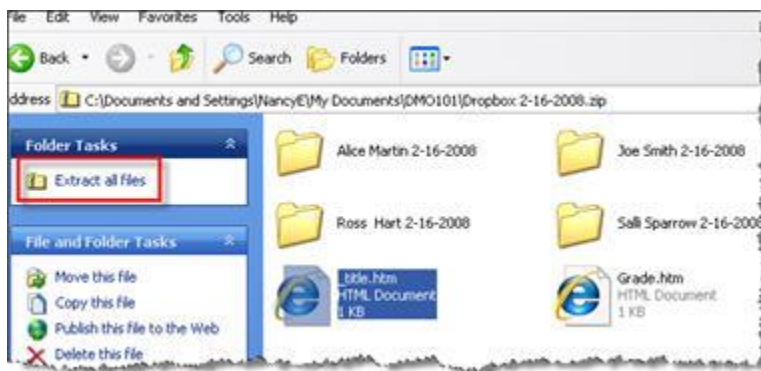 File Edit View Favorites Tools Help
Back Search Folders
ddress C:\Documents and Settings\NancyE\My Documents\DMO101\Dropbox 2-16-2008.zip
Folder Tasks
Extract all files
Alice Martin 2-16-2008
Joe Smith 2-16-2008
Ross Hart 2-16-2008
Salli Sparrow 2-16-200
File and Folder Tasks
Move this file
Copy this file
Publish this file to the Web
Delete this file
_title.htm
HTML Document
1 KB
Grade.htm
HTML Document
1 KB